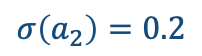 σ(a₂) = 0.2